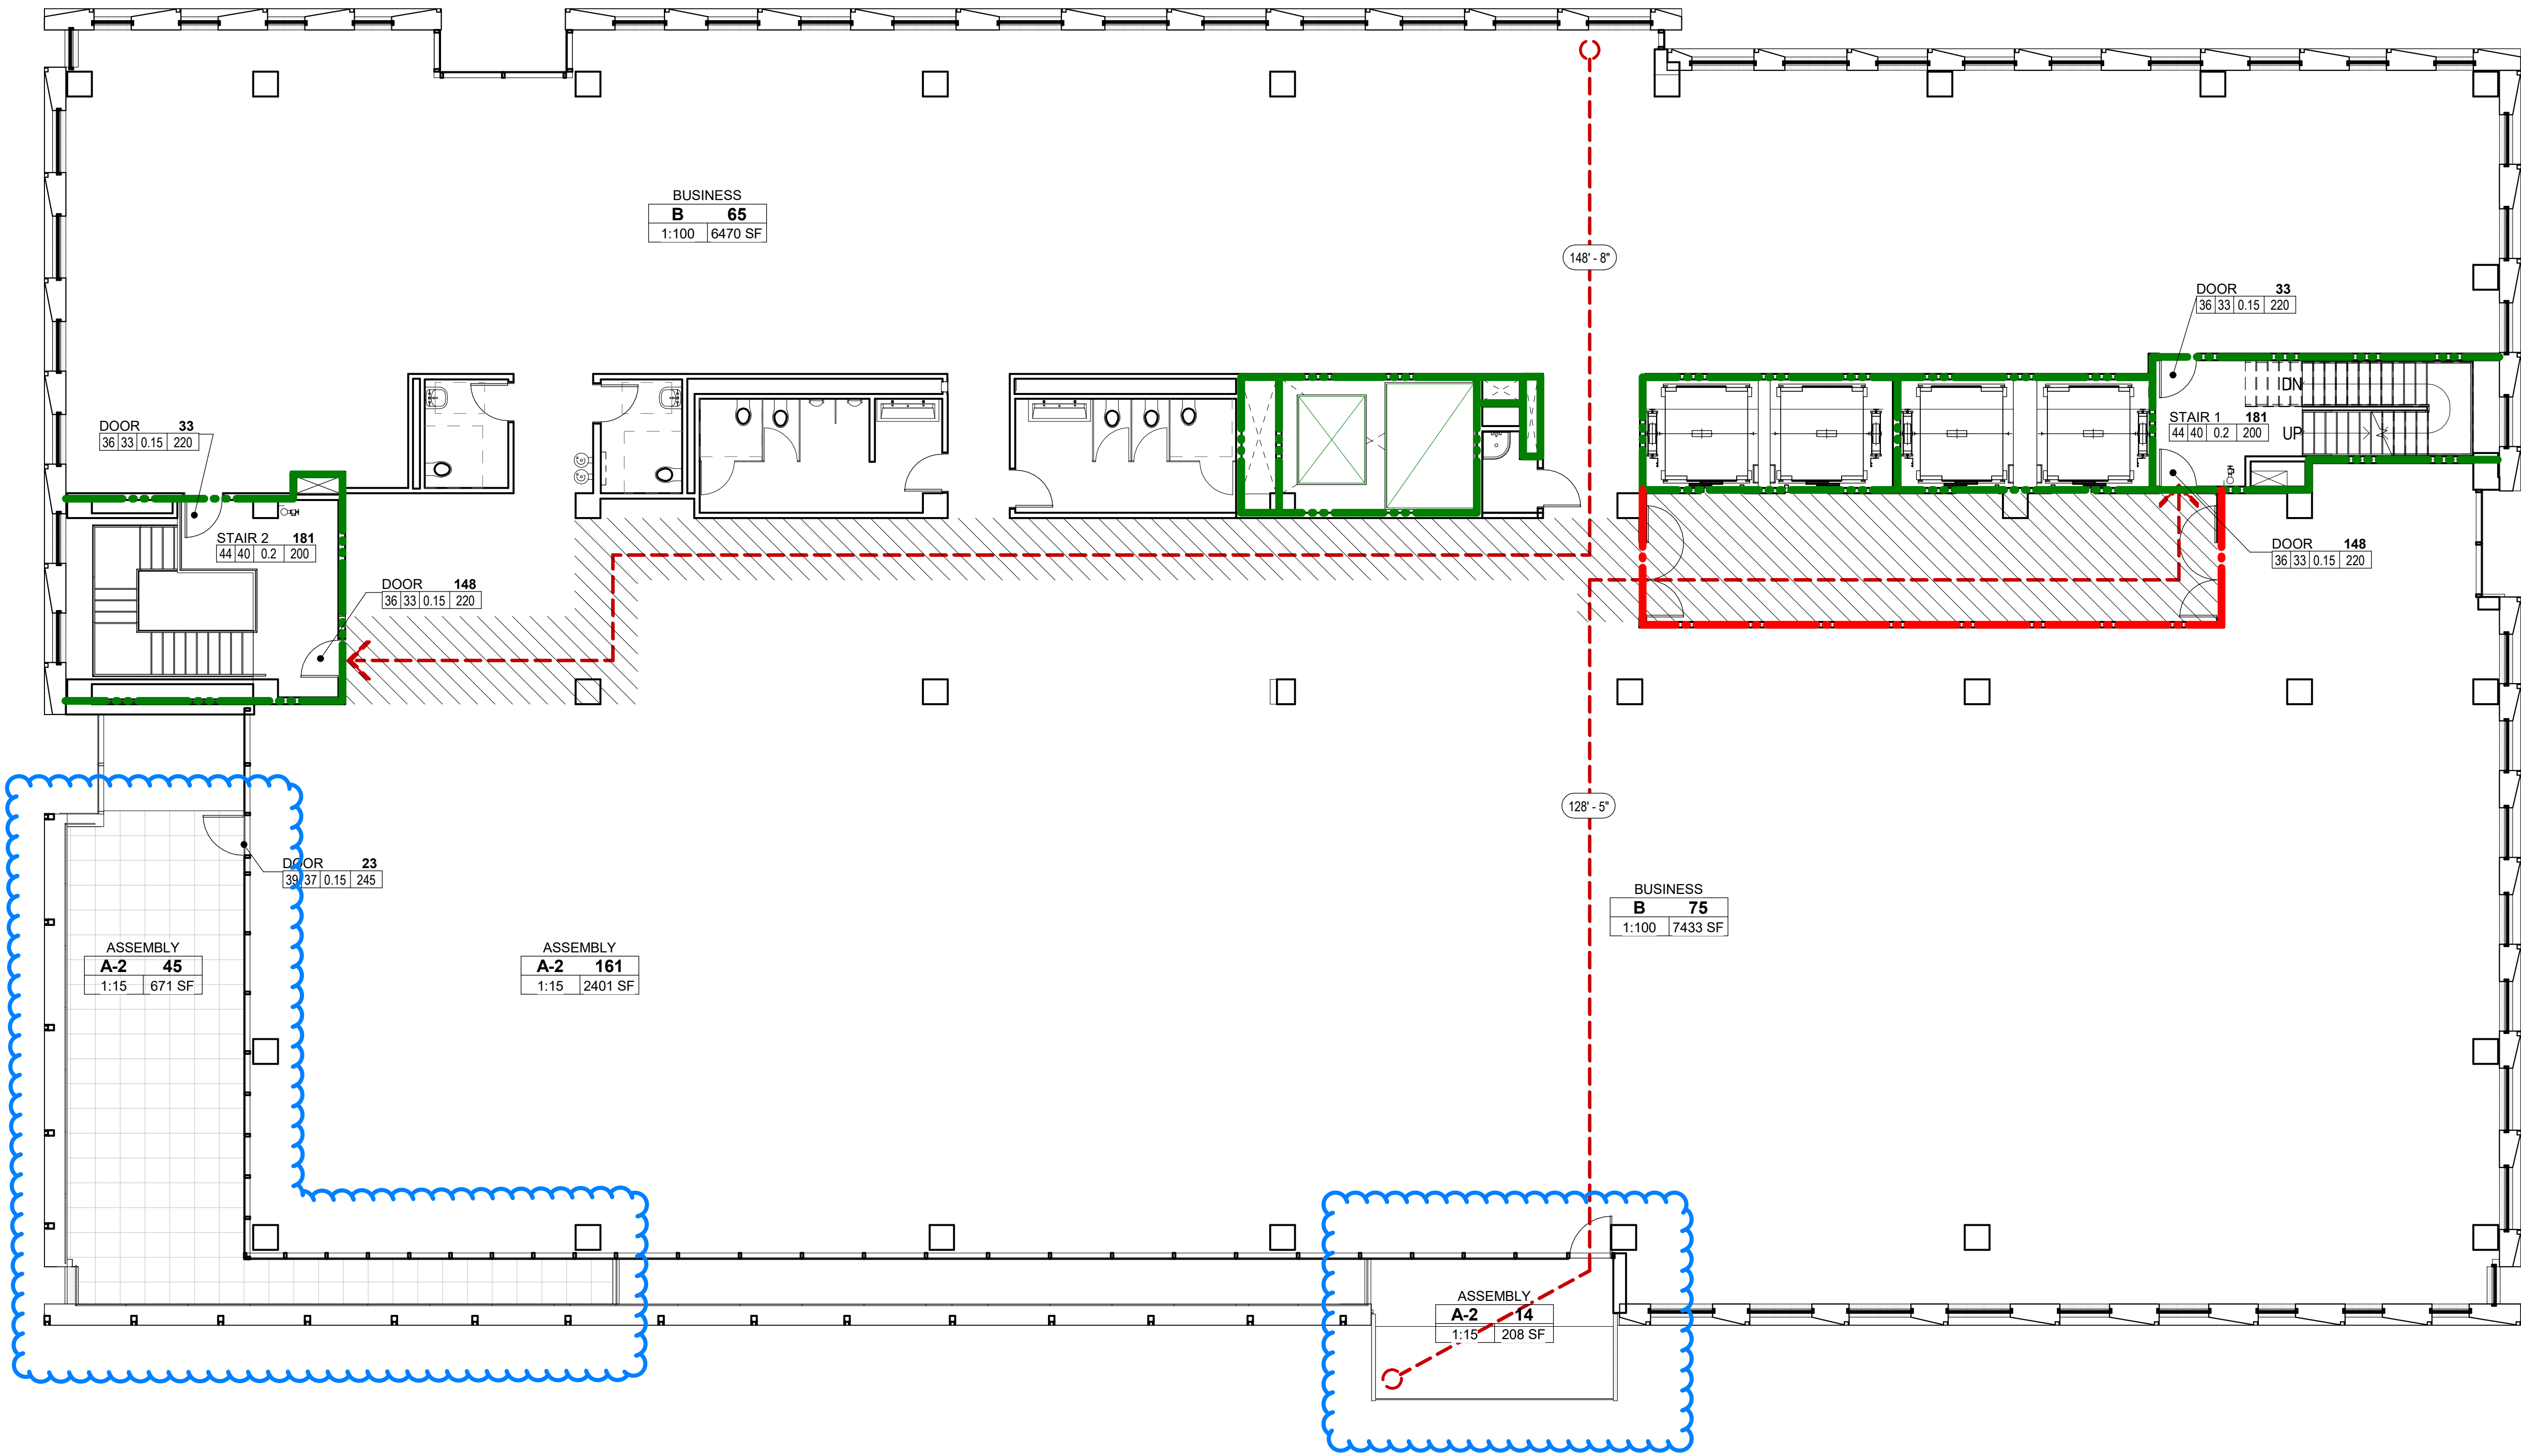 BUSINESS
B 65
1:100 6470 SF
148' - 8"
DOOR 33
36 33 0.15 220
DN
STAIR 1 181
44 40 0.2 200
UP
DOOR 33
36 33 0.15 220
STAIR 2 181
44 40 0.2 200
DOOR 148
36 33 0.15 220
DOOR 148
36 33 0.15 220
128' - 5"
DOOR 23
39 37 0.15 245
BUSINESS
B 75
1:100 7433 SF
ASSEMBLY
A-2 45
1:15 671 SF
ASSEMBLY
A-2 161
1:15 2401 SF
ASSEMBLY
A-2 14
1:15 208 SF